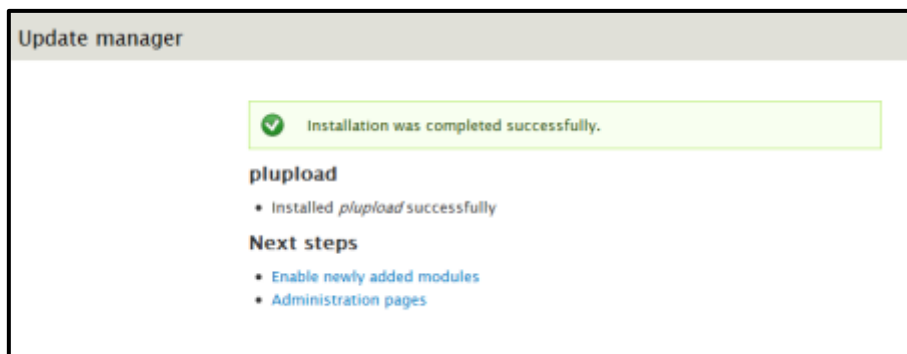 Update manager
Installation was completed successfully.
plupload
• Installed plupload successfully
Next steps
• Enable newly added modules
• Administration pages